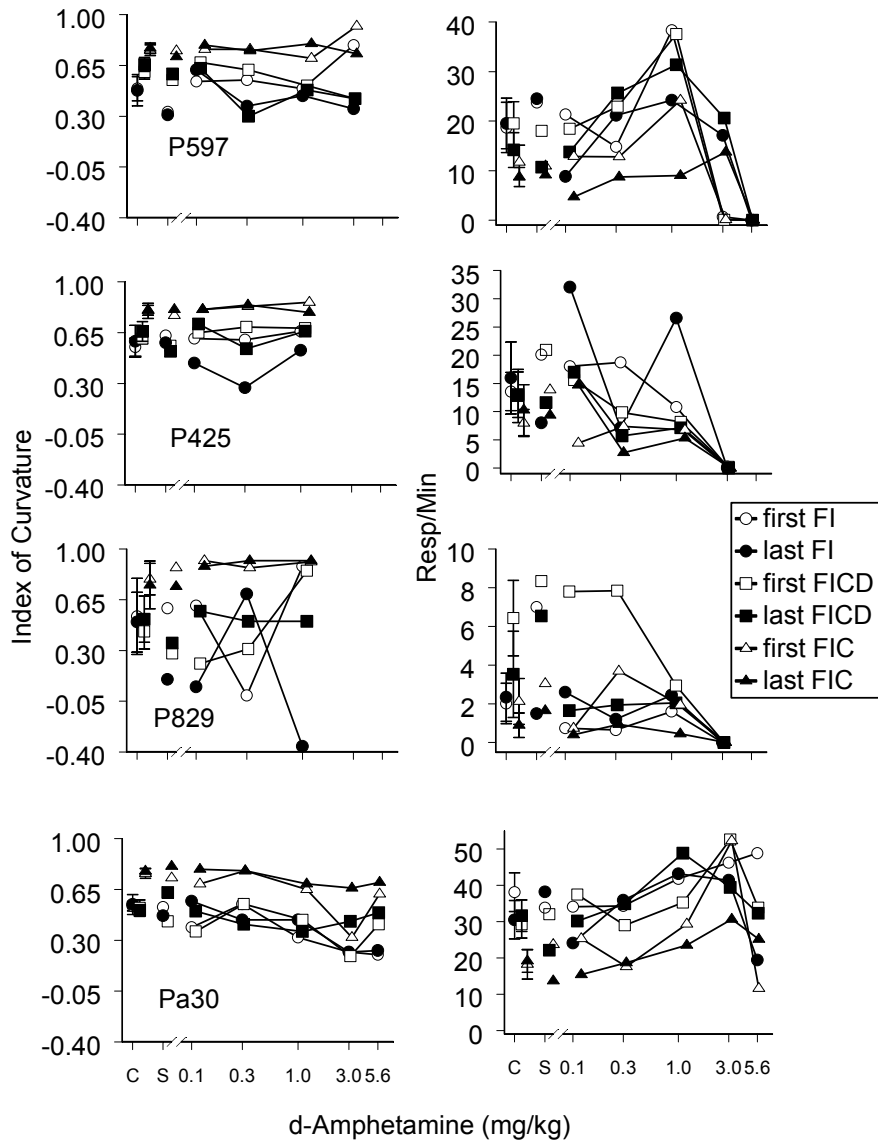 1.00
0.65
0.30
-0.05
-0.40
P597
40
30
20
10
0
1.00
0.65
0.30
-0.05
-0.40
P425
35
30
25
20
15
10
5
0
Index of Curvature
Resp/Min
1.00
0.65
0.30
-0.05
-0.40
P829
8
6
4
2
0
first FI
last FI
first FICD
last FICD
first FIC
last FIC
1.00
0.65
0.30
-0.05
-0.40
Pa30
50
40
30
20
10
0
C S 0.1 0.3 1.0 3.0 5.6
C S 0.1 0.3 1.0 3.0 5.6
d-Amphetamine (mg/kg)